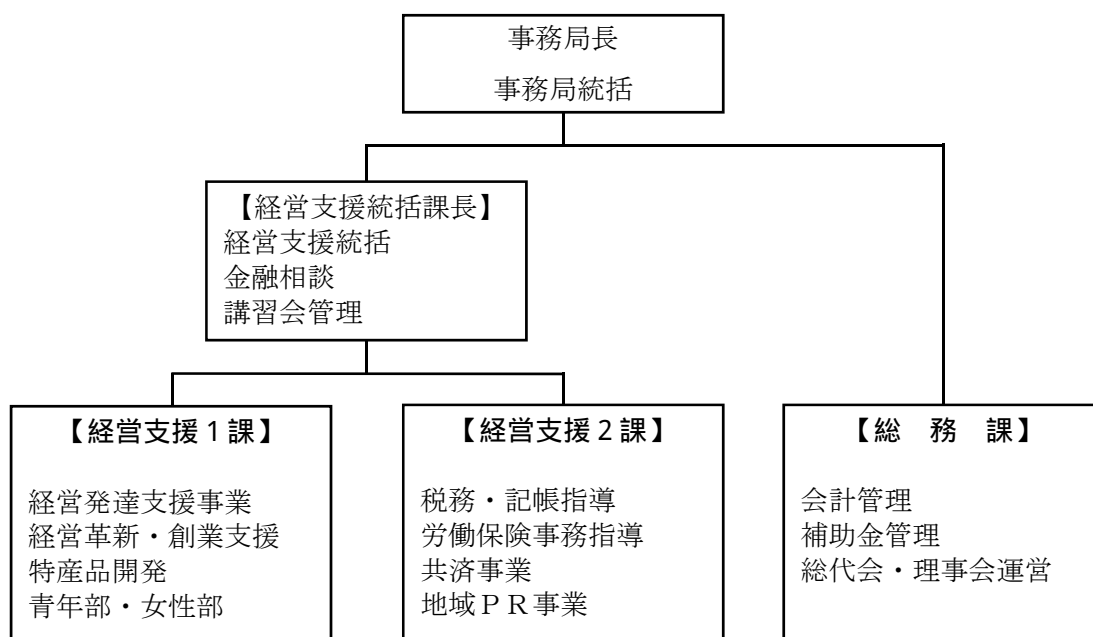 事務局長
事務局統括
【経営支援統括課長】
経営支援統括
金融相談
講習会管理
【経営支援１課】
経営発達支援事業
経営革新・創業支援
特産品開発
青年部・女性部
【経営支援２課】
税務・記帳指導
労働保険事務指導
共済事業
地域ＰＲ事業
【総　務　課】
会計管理
補助金管理
総代会・理事会運営